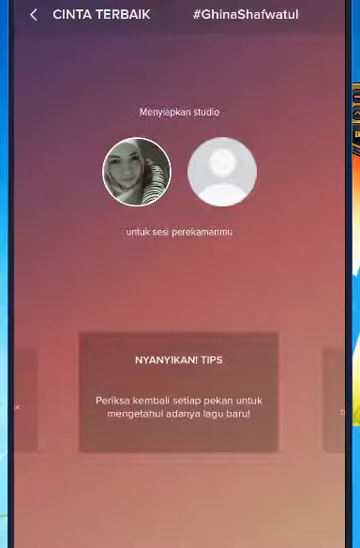 CINTA TERBAIK #GhinaShafwatul
Menyiapkan studio
untuk sesi perekamanmu
NYANYIKAN! TIPS
Periksa kembali setiap pekan untuk
mengetahui adanya lagu baru!